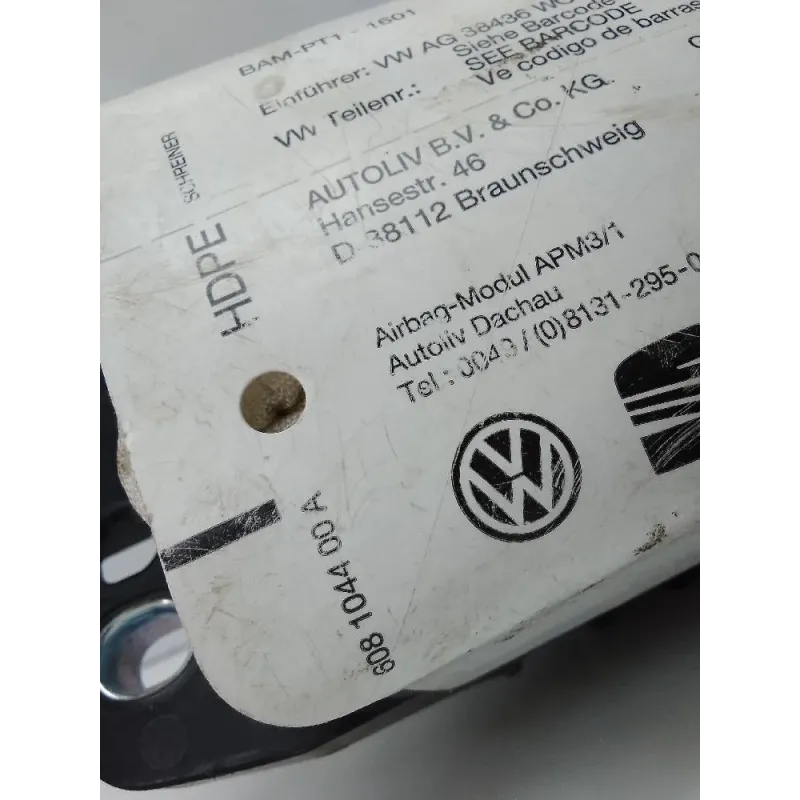 BAM-PT1 - 1601
Einführer: VW AG 38436
VW Teilenr.: Siehe Barcode
SEE BARCODE
Ve codigo de barras
AUTOLIV B.V. & Co. KG.
Hansestr. 46
D-38112 Braunschweig
Airbag-Modul APM3/1
Autoliv Dachau
Tel.: 0049 / (0)8131-295-0
HDPE
SCHREINER
608 1044 00 A
VW